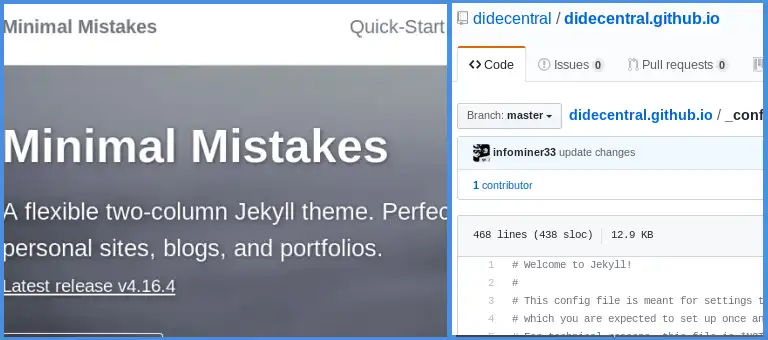 Minimal Mistakes
Quick-Start
Minimal Mistakes
A flexible two-column Jekyll theme. Perfec
personal sites, blogs, and portfolios.
Latest release v4.16.4
didecentral / didecentral.github.io
Code
Issues 0
Pull requests 0
Branch: master
didecentral.github.io / _conf
infominer33 update changes
1 contributor
468 lines (438 sloc)
12.9 KB
1 # Welcome to Jekyll!
2 #
3 # This config file is meant for settings t
4 # which you are expected to set up once an